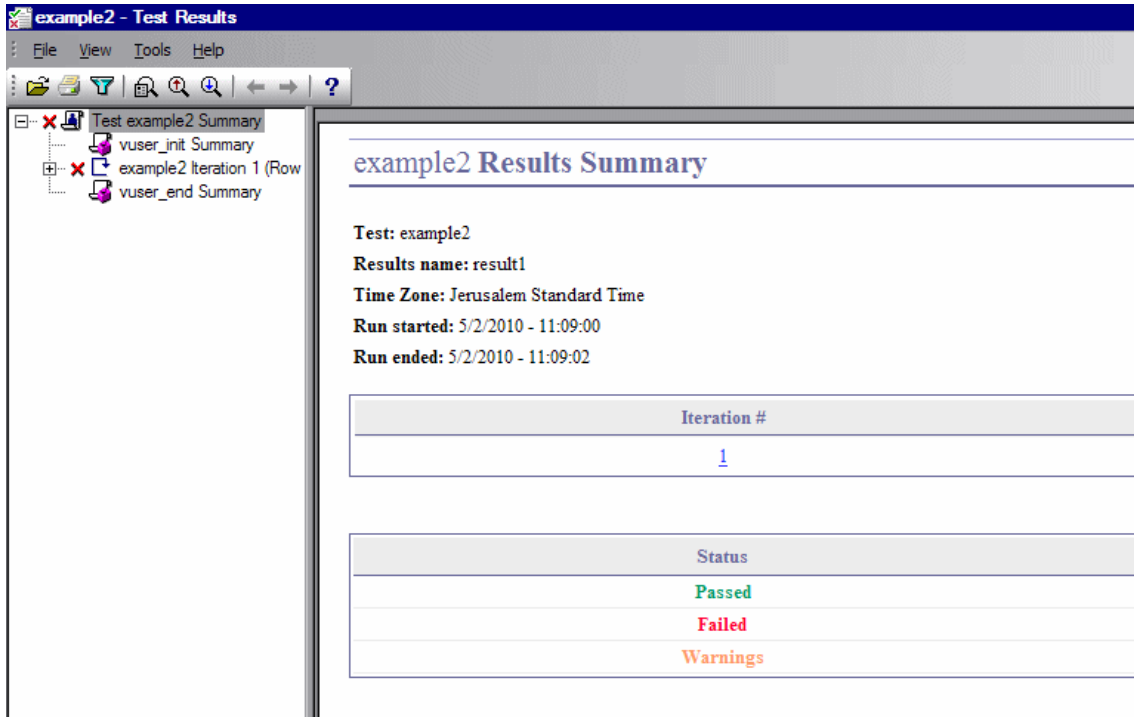 example2 - Test Results
File View Tools Help
?
Test example2 Summary
vuser_init Summary
example2 Iteration 1 (Row
vuser_end Summary
example2 Results Summary
Test: example2
Results name: result1
Time Zone: Jerusalem Standard Time
Run started: 5/2/2010 - 11:09:00
Run ended: 5/2/2010 - 11:09:02
Iteration #
1
Status
Passed
Failed
Warnings